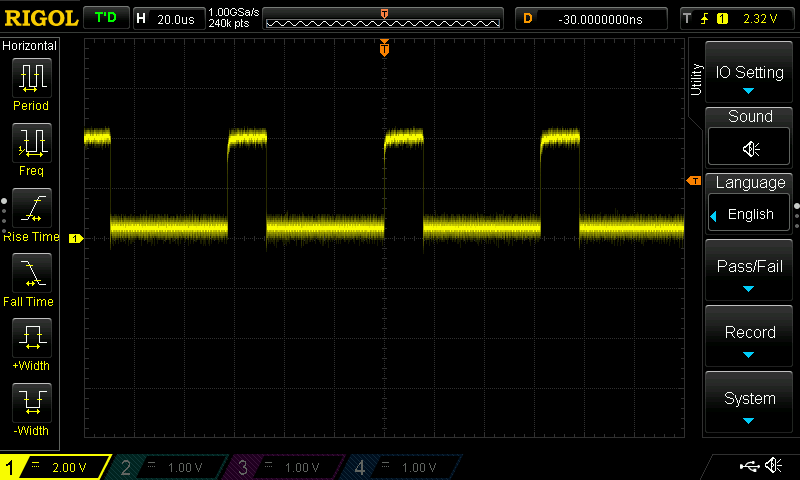 RIGOL T'D H 20.0us 1.00GSa/s 240k pts T D -30.0000000ns T 1 2.32 V
Horizontal
T
Period
Freq
Rise Time
Fall Time
+Width
-Width
1
T
Utility
IO Setting
Sound
Language
English
Pass/Fail
Record
System
1 2.00 V 2 1.00 V 3 1.00 V 4 1.00 V